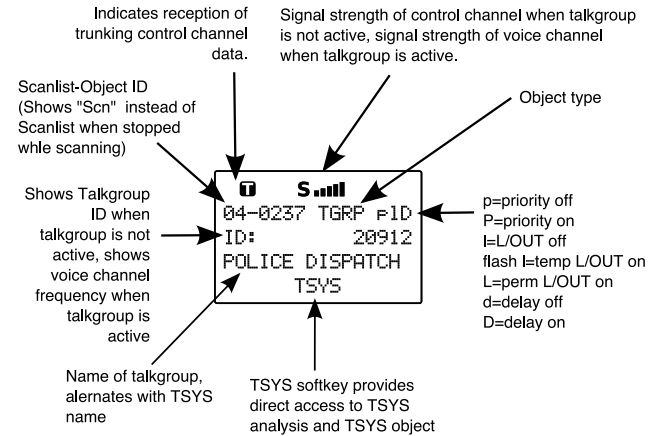 Indicates reception of
trunking control channel
data.
Signal strength of control channel when talkgroup
is not active, signal strength of voice channel
when talkgroup is active.
Scanlist-Object ID
(Shows "Scn" instead of
Scanlist when stopped
whle scanning)
Object type
T S
04-0237 TGRP plD
ID: 20912
POLICE DISPATCH
TSYS
Shows Talkgroup
ID when
talkgroup is not
active, shows
voice channel
frequency when
talkgroup is
active
p=priority off
P=priority on
l=L/OUT off
flash l=temp L/OUT on
L=perm L/OUT on
d=delay off
D=delay on
Name of talkgroup,
alernates with TSYS
name
TSYS softkey provides
direct access to TSYS
analysis and TSYS object